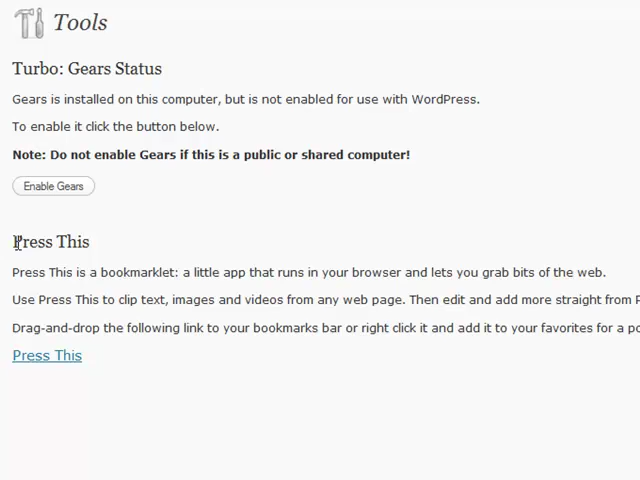 Tools
Turbo: Gears Status
Gears is installed on this computer, but is not enabled for use with WordPress.
To enable it click the button below.
Note: Do not enable Gears if this is a public or shared computer!
Enable Gears
Press This
Press This is a bookmarklet: a little app that runs in your browser and lets you grab bits of the web.
Use Press This to clip text, images and videos from any web page. Then edit and add more straight from
Drag-and-drop the following link to your bookmarks bar or right click it and add it to your favorites for a
Press This